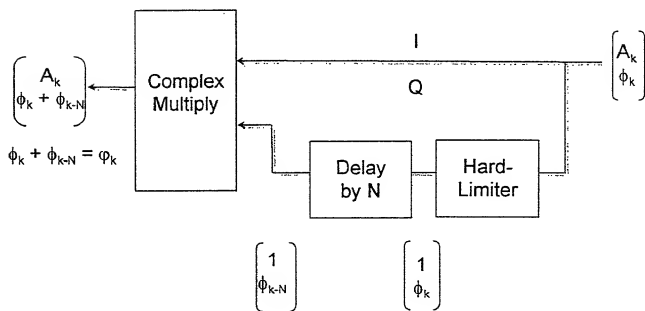 I
A_k
ϕ_k
A_k
ϕ_k + ϕ_k-N
Complex
Multiply
Q
ϕ_k + ϕ_k-N = φ_k
Delay
by N
Hard-
Limiter
1
ϕ_k-N
1
ϕ_k